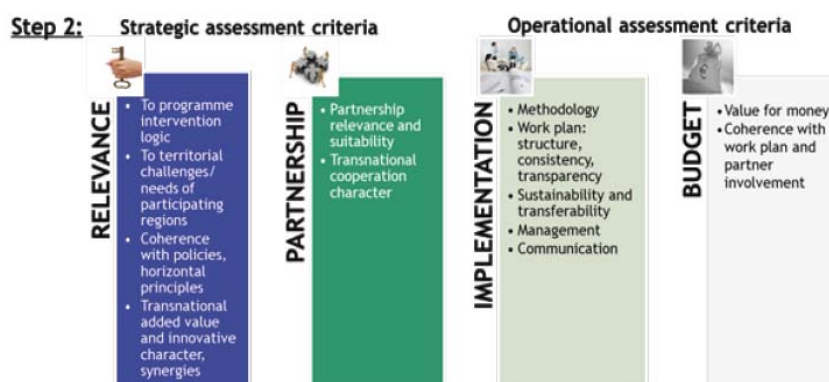 Step 2:
Strategic assessment criteria
Operational assessment criteria
RELEVANCE
• To programme
intervention
logic
• To territorial
challenges/
needs of
participating
regions
• Coherence
with policies,
horizontal
principles
• Transnational
added value
and innovative
character,
synergies
PARTNERSHIP
• Partnership
relevance and
suitability
• Transnational
cooperation
character
IMPLEMENTATION
• Methodology
• Work plan:
structure,
consistency,
transparency
• Sustainability and
transferability
• Management
• Communication
BUDGET
• Value for money
• Coherence with
work plan and
partner
involvement